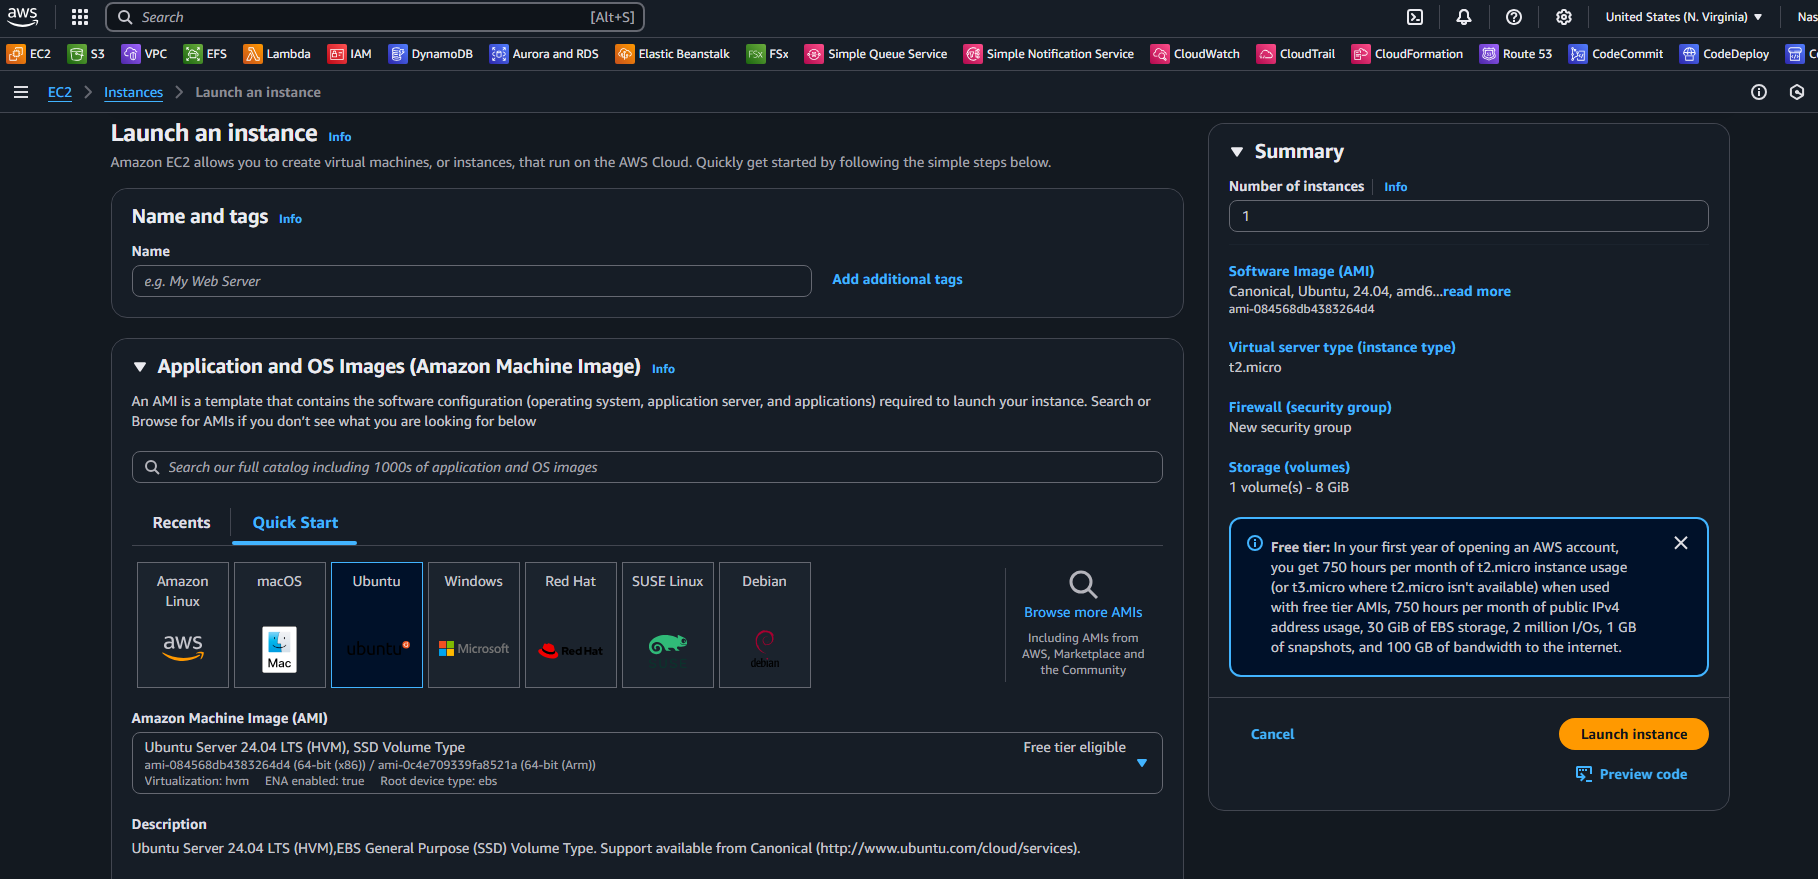 aws
Search
[Alt+S]
United States (N. Virginia)
EC2
S3
VPC
EFS
Lambda
IAM
DynamoDB
Aurora and RDS
Elastic Beanstalk
FSx
FSx
Simple Queue Service
Simple Notification Service
CloudWatch
CloudTrail
CloudFormation
Route 53
CodeCommit
CodeDeploy
EC2
Instances
Launch an instance
Launch an instance Info
Amazon EC2 allows you to create virtual machines, or instances, that run on the AWS Cloud. Quickly get started by following the simple steps below.
Name and tags Info
Name
e.g. My Web Server
Add additional tags
Application and OS Images (Amazon Machine Image) Info
An AMI is a template that contains the software configuration (operating system, application server, and applications) required to launch your instance. Search or
Browse for AMIs if you don't see what you are looking for below
Search our full catalog including 1000s of application and OS images
Recents
Quick Start
Amazon
Linux
aws
macOS
Mac
Ubuntu
ubuntu
Windows
Microsoft
Red Hat
Red Hat
SUSE Linux
Debian
debian
Browse more AMIs
Including AMIs from
AWS, Marketplace and
the Community
Amazon Machine Image (AMI)
Ubuntu Server 24.04 LTS (HVM), SSD Volume Type
Free tier eligible
ami-084568db4383264d4 (64-bit (x86)) / ami-0c4e709339fa8521a (64-bit (Arm))
Virtualization: hvm ENA enabled: true Root device type: ebs
Description
Ubuntu Server 24.04 LTS (HVM),EBS General Purpose (SSD) Volume Type. Support available from Canonical (http://www.ubuntu.com/cloud/services).
Summary
Number of instances Info
1
Software Image (AMI)
Canonical, Ubuntu, 24.04, amd6...read more
ami-084568db4383264d4
Virtual server type (instance type)
t2.micro
Firewall (security group)
New security group
Storage (volumes)
1 volume(s) - 8 GiB
Free tier: In your first year of opening an AWS account,
you get 750 hours per month of t2.micro instance usage
(or t3.micro where t2.micro isn't available) when used
with free tier AMIs, 750 hours per month of public IPv4
address usage, 30 GiB of EBS storage, 2 million I/Os, 1 GB
of snapshots, and 100 GB of bandwidth to the internet.
Cancel
Launch instance
Preview code